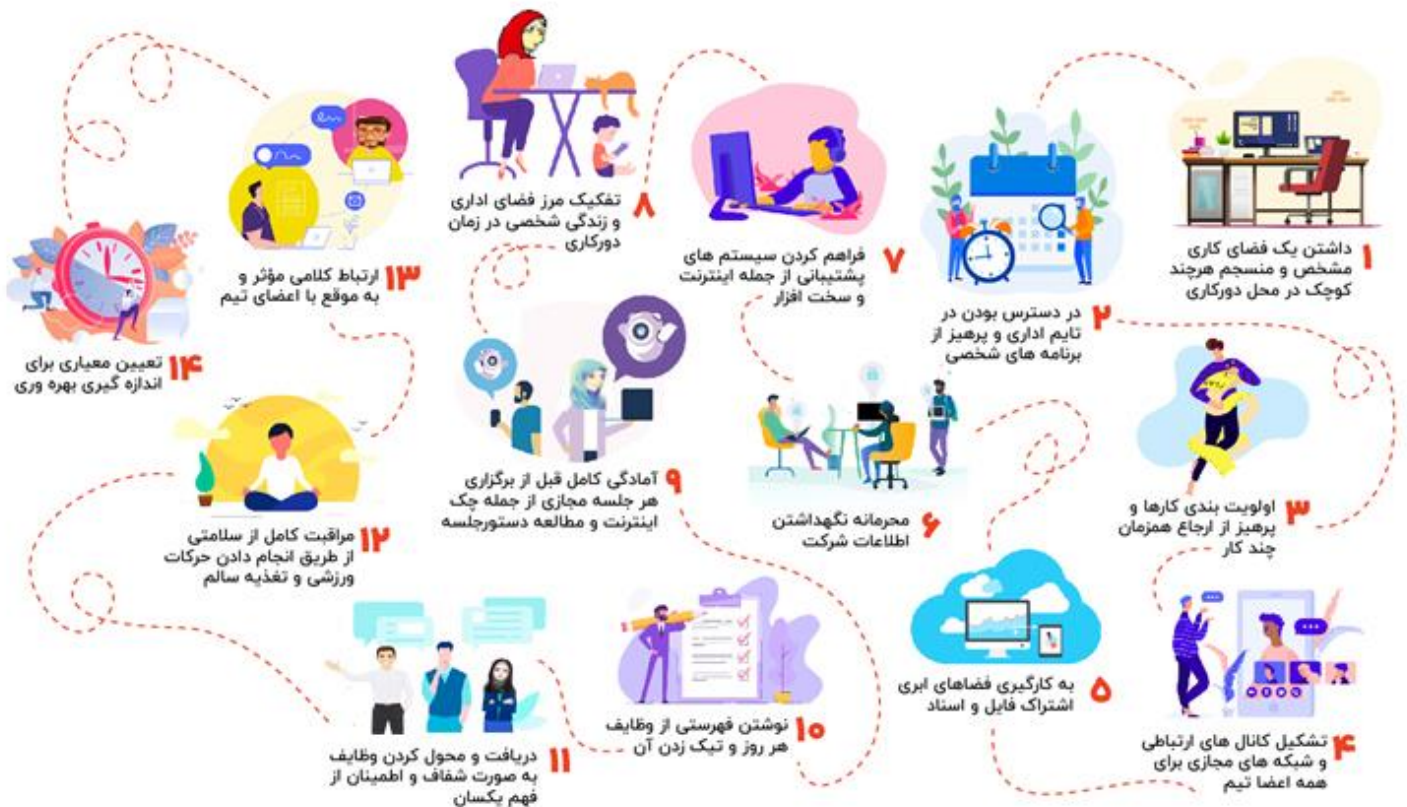 ۱
داشتن یک فضای کاری
مشخص و منسجم هرچند
کوچک در محل دورکاری
۲
در دسترس بودن در
تایم اداری و پرهیز از
برنامه های شخصی
۳
اولویت بندی کارها و
پرهیز از ارجاع همزمان
چند کار
۴
تشکیل کانال های ارتباطی
و شبکه های مجازی برای
همه اعضا تیم
۵
به کارگیری فضاهای ابری
اشتراک فایل و اسناد
۶
محرمانه نگهداشتن
اطلاعات شرکت
۷
فراهم کردن سیستم های
پشتیبانی از جمله اینترنت
و سخت افزار
۸
تفکیک مرز فضای اداری
و زندگی شخصی در زمان
دورکاری
۹
آمادگی کامل قبل از برگزاری
هر جلسه مجازی از جمله چک
اینترنت و مطالعه دستورجلسه
۱۰
نوشتن فهرستی از وظایف
هر روز و تیک زدن آن
۱۱
دریافت و محول کردن وظایف
به صورت شفاف و اطمینان از
فهم یکسان
۱۲
مراقبت کامل از سلامتی
از طریق انجام دادن حرکات
ورزشی و تغذیه سالم
۱۳
ارتباط کلامی مؤثر و
به موقع با اعضای تیم
۱۴
تعیین معیاری برای
اندازه گیری بهره وری